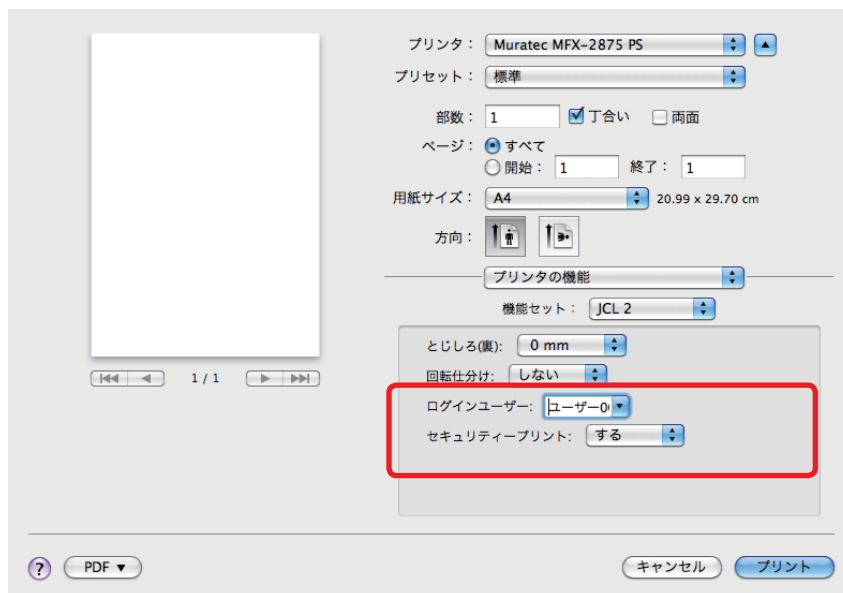 プリンタ： Muratec MFX-2875 PS
プリセット： 標準
部数： 1 丁合い 両面
ページ： すべて
開始： 1 終了： 1
用紙サイズ： A4 20.99 x 29.70 cm
方向：
プリンタの機能
機能セット： JCL 2
とじしろ(裏): 0 mm
1 / 1
回転仕分け: しない
ログインユーザー: ユーザー0
セキュリティープリント: する
? PDF ▼ キャンセル プリント